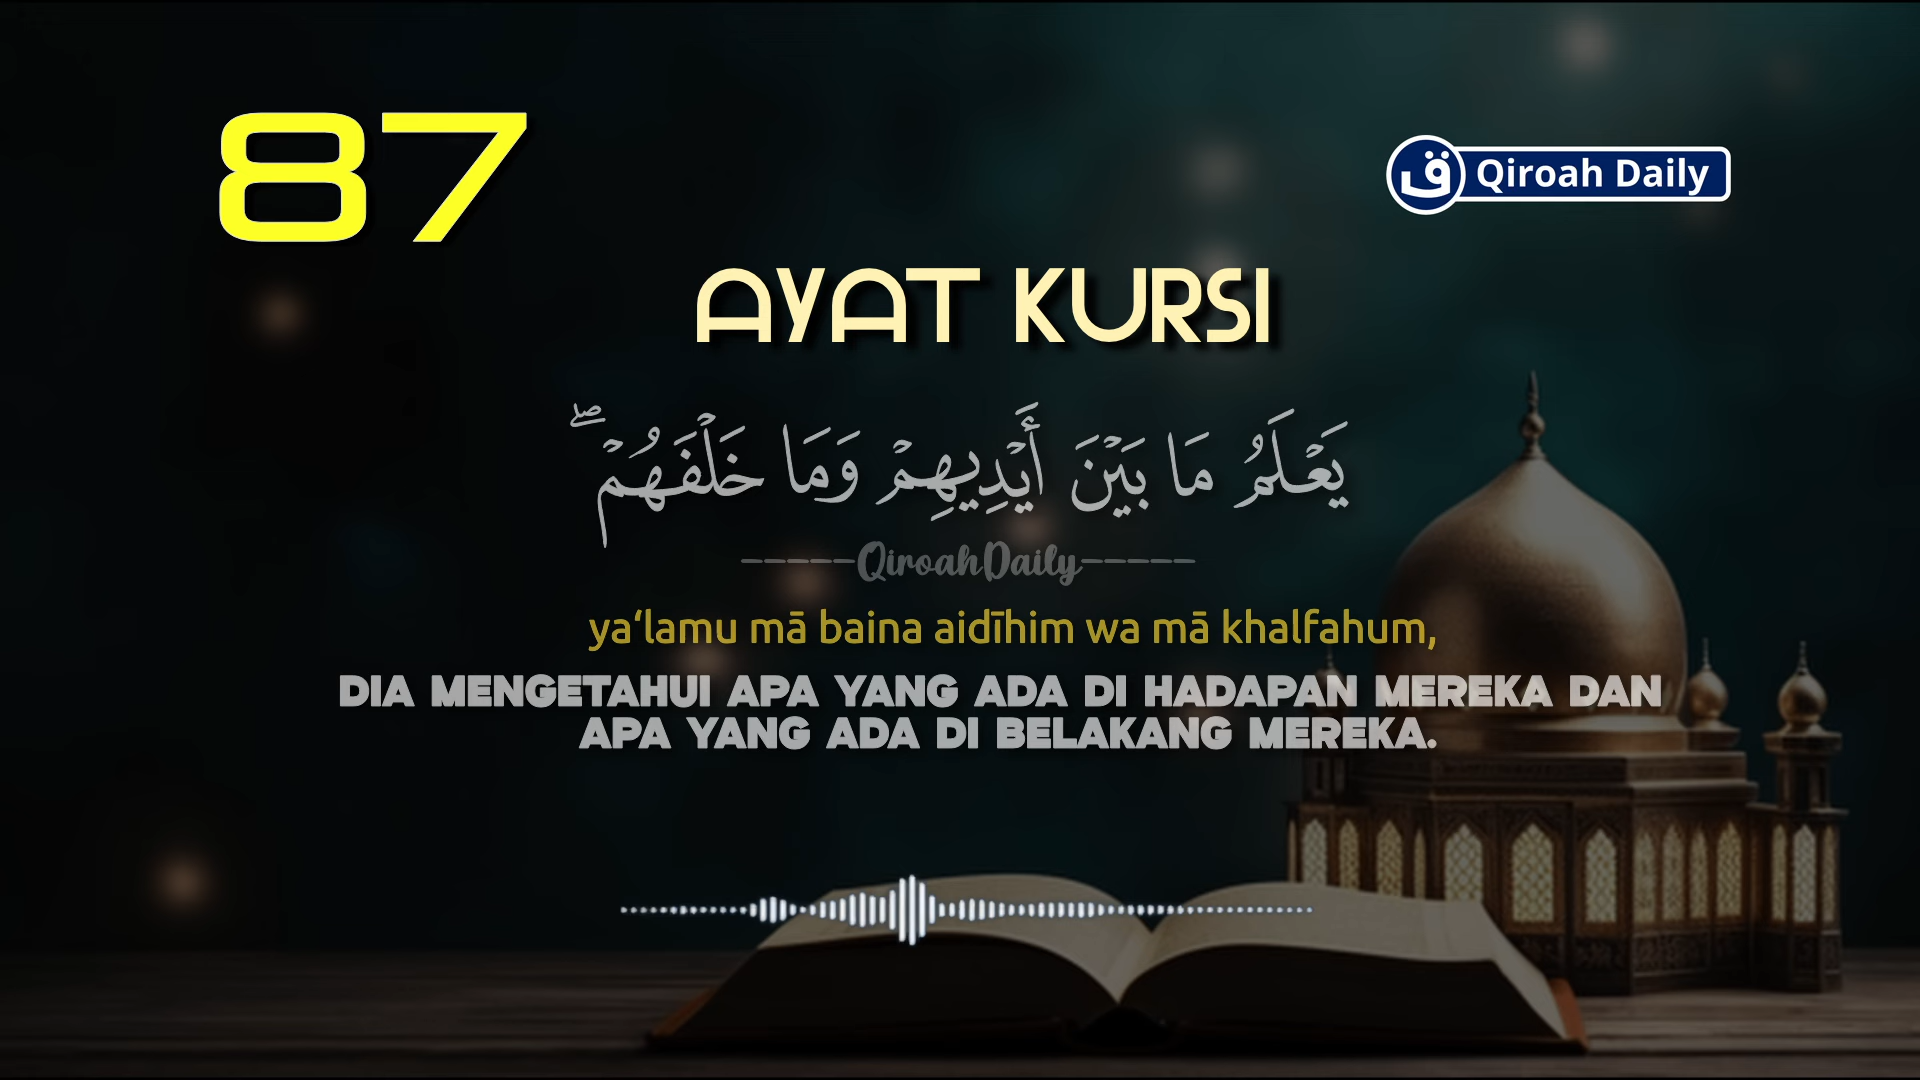 87
ق Qiroah Daily
AYAT KURSI
يَعْلَمُ مَا بَيْنَ أَيْدِيهِمْ وَمَا خَلْفَهُمْ ۖ
-----QiroahDaily-----
ya‘lamu mā baina aidīhim wa mā khalfahum,
DIA MENGETAHUI APA YANG ADA DI HADAPAN MEREKA DAN
APA YANG ADA DI BELAKANG MEREKA.